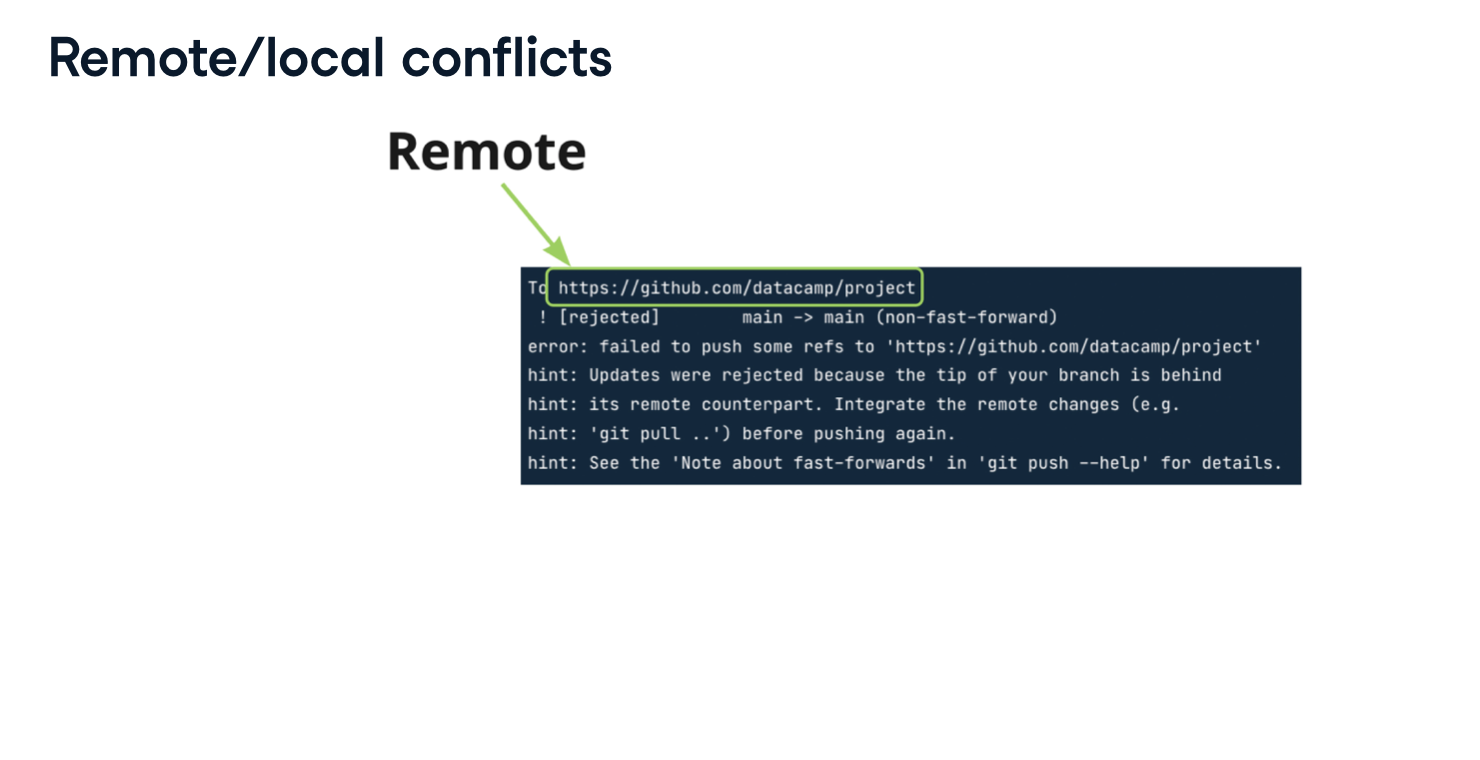 Remote/local conflicts
Remote
To https://github.com/datacamp/project
! [rejected]        main -> main (non-fast-forward)
error: failed to push some refs to 'https://github.com/datacamp/project'
hint: Updates were rejected because the tip of your branch is behind
hint: its remote counterpart. Integrate the remote changes (e.g.
hint: 'git pull ..') before pushing again.
hint: See the 'Note about fast-forwards' in 'git push --help' for details.